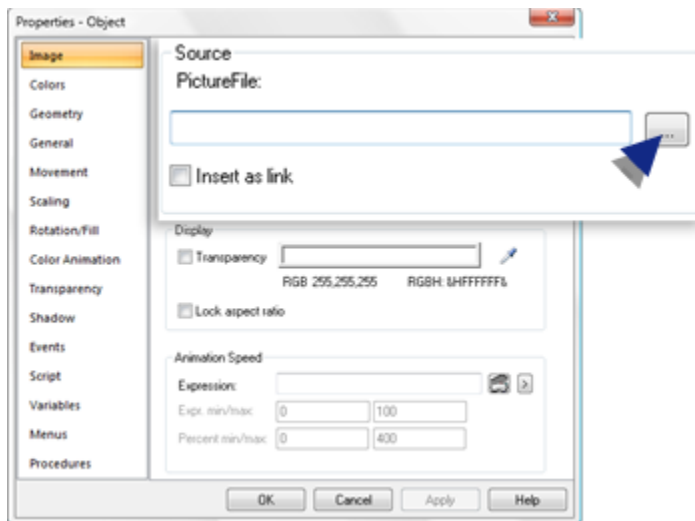 Properties - Object
Image
Colors
Geometry
General
Movement
Scaling
Rotation/Fill
Color Animation
Transparency
Shadow
Events
Script
Variables
Menus
Procedures
Source
PictureFile:
...
Insert as link
Display
Transparency
RGB 255,255,255 RGBH: &HFFFFFF&
Lock aspect ratio
Animation Speed
Expression:
>
Expr. min/max: 0 100
Percent min/max: 0 400
OK Cancel Apply Help